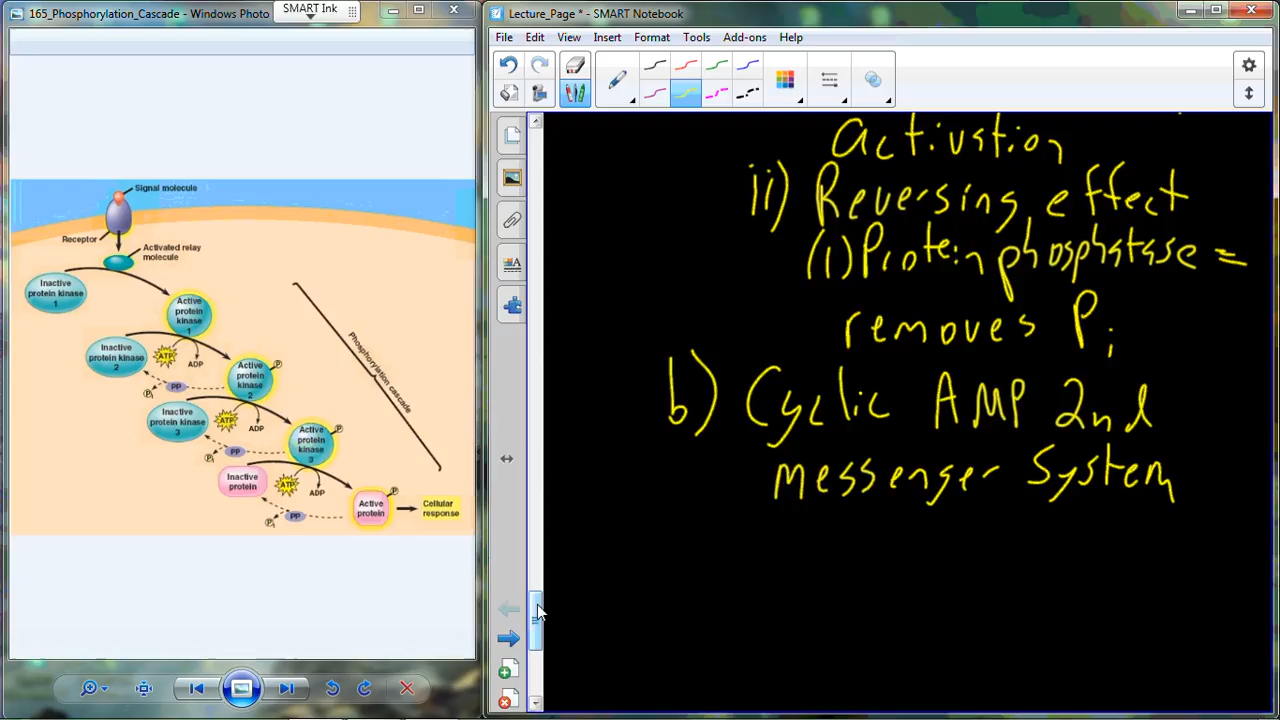 165_Phosphorylation_Cascade - Windows Photo
SMART Ink
Signal molecule
Receptor
Activated relay
molecule
Inactive
protein kinase
1
Active
protein
kinase
1
Inactive
protein kinase
2
ATP
ADP
Active
protein
kinase
2
P
PP
Pi
Phosphorylation cascade
Inactive
protein kinase
3
ATP
ADP
Active
protein
kinase
3
P
PP
Pi
Inactive
protein
ATP
ADP
Active
protein
P
PP
Pi
Cellular
response
Lecture_Page * - SMART Notebook
File Edit View Insert Format Tools Add-ons Help
Activation
ii) Reversing effect
(1) Protein phosphatase =
removes Pi
b) Cyclic AMP 2nd
messenger System